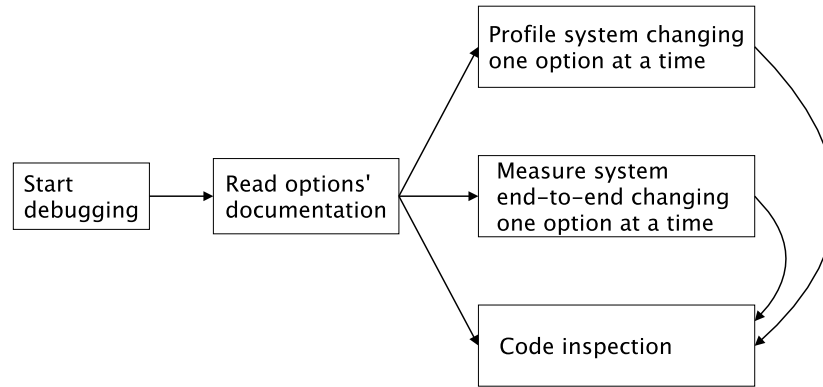 Start
debugging
Read options'
documentation
Profile system changing
one option at a time
Measure system
end-to-end changing
one option at a time
Code inspection